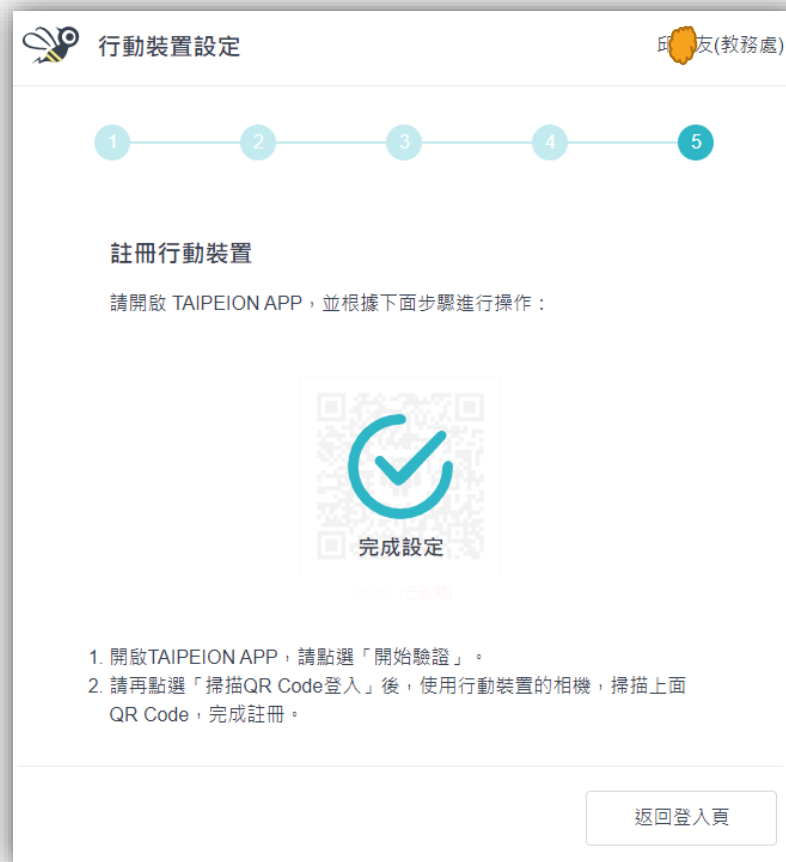 行動裝置設定
邱友(教務處)
1 2 3 4 5
註冊行動裝置
請開啟 TAIPEION APP，並根據下面步驟進行操作：
完成設定
1. 開啟TAIPEION APP，請點選「開始驗證」。
2. 請再點選「掃描QR Code登入」後，使用行動裝置的相機，掃描上面
QR Code，完成註冊。
返回登入頁